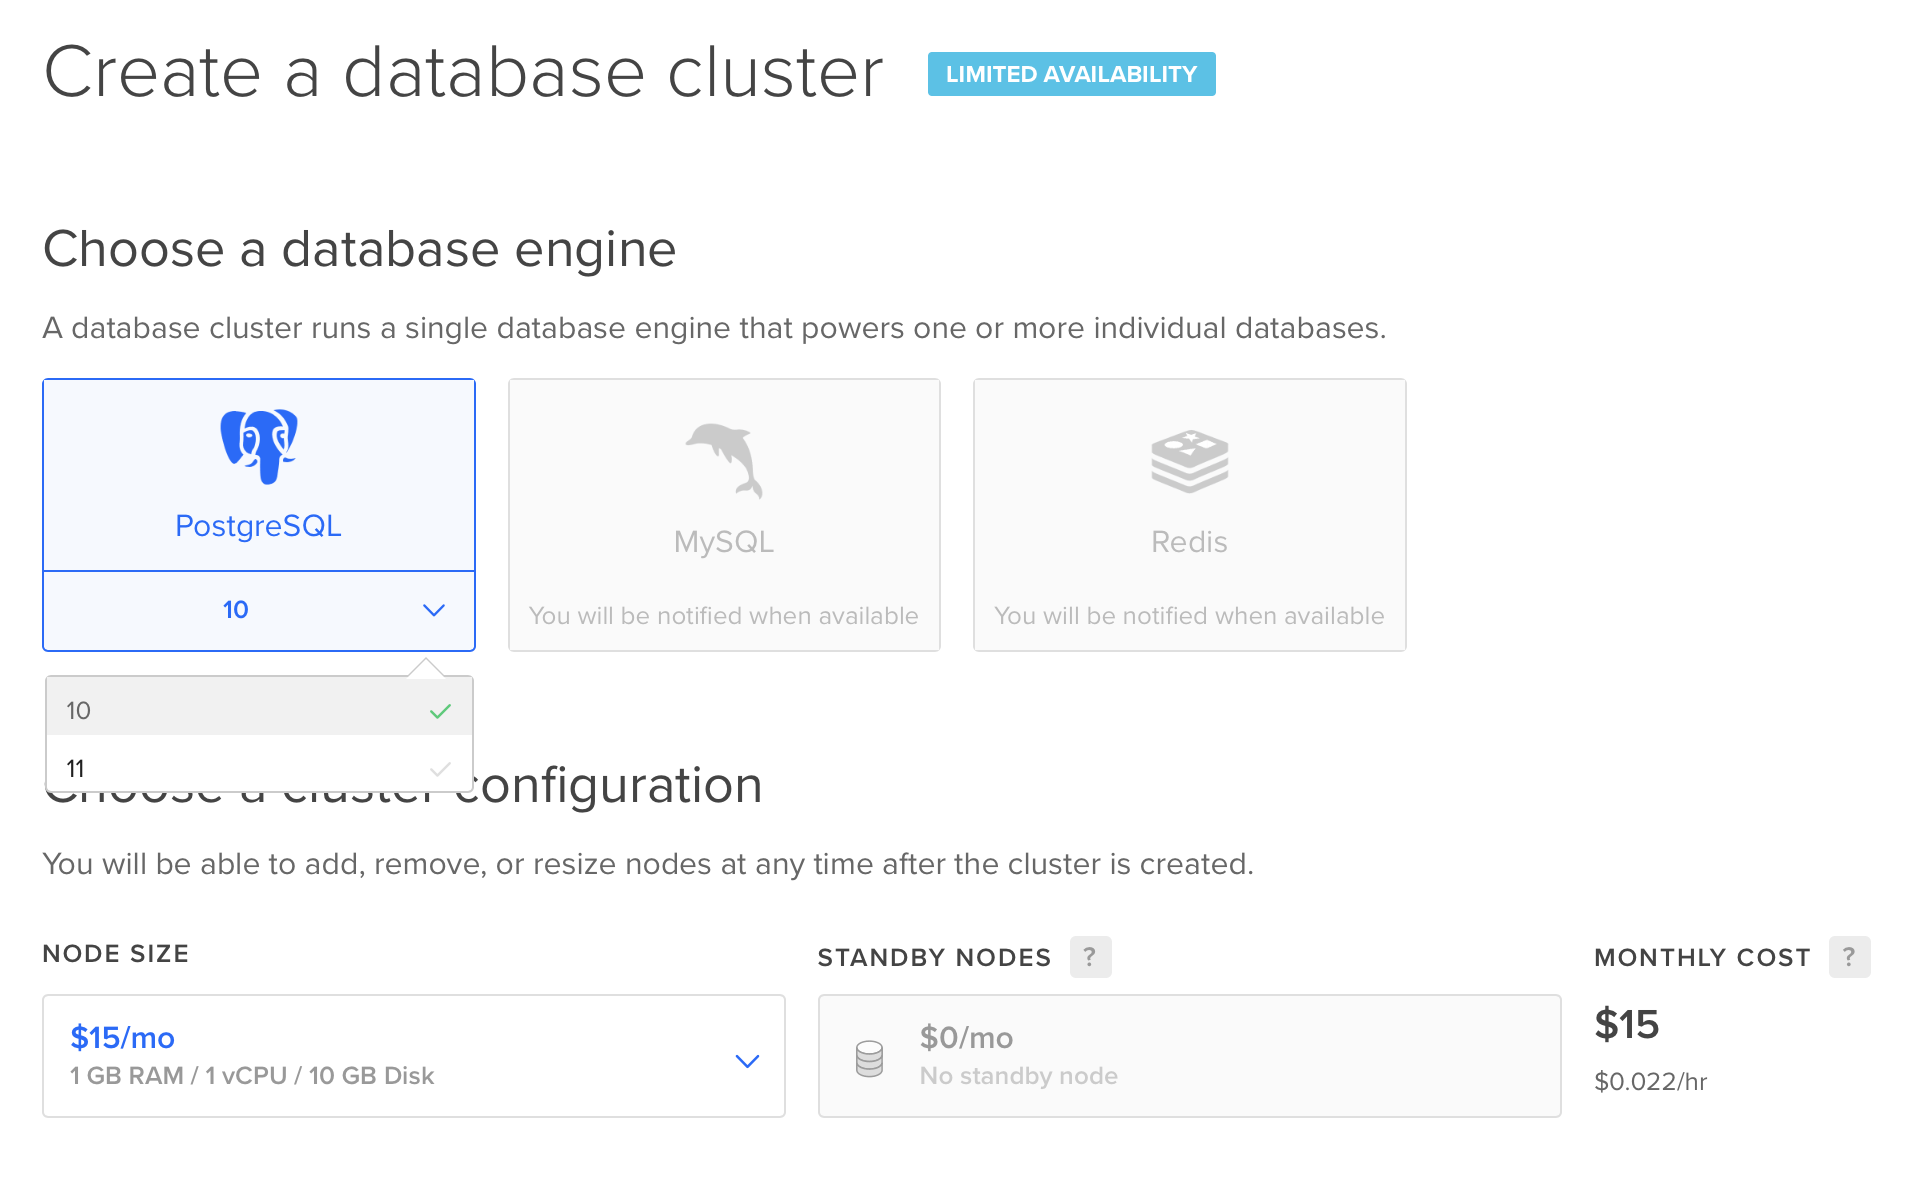 Create a database cluster
LIMITED AVAILABILITY
Choose a database engine
A database cluster runs a single database engine that powers one or more individual databases.
PostgreSQL
10
MySQL
You will be notified when available
Redis
You will be notified when available
10
11
Choose a cluster configuration
You will be able to add, remove, or resize nodes at any time after the cluster is created.
NODE SIZE
$15/mo
1 GB RAM / 1 vCPU / 10 GB Disk
STANDBY NODES ?
$0/mo
No standby node
MONTHLY COST ?
$15
$0.022/hr